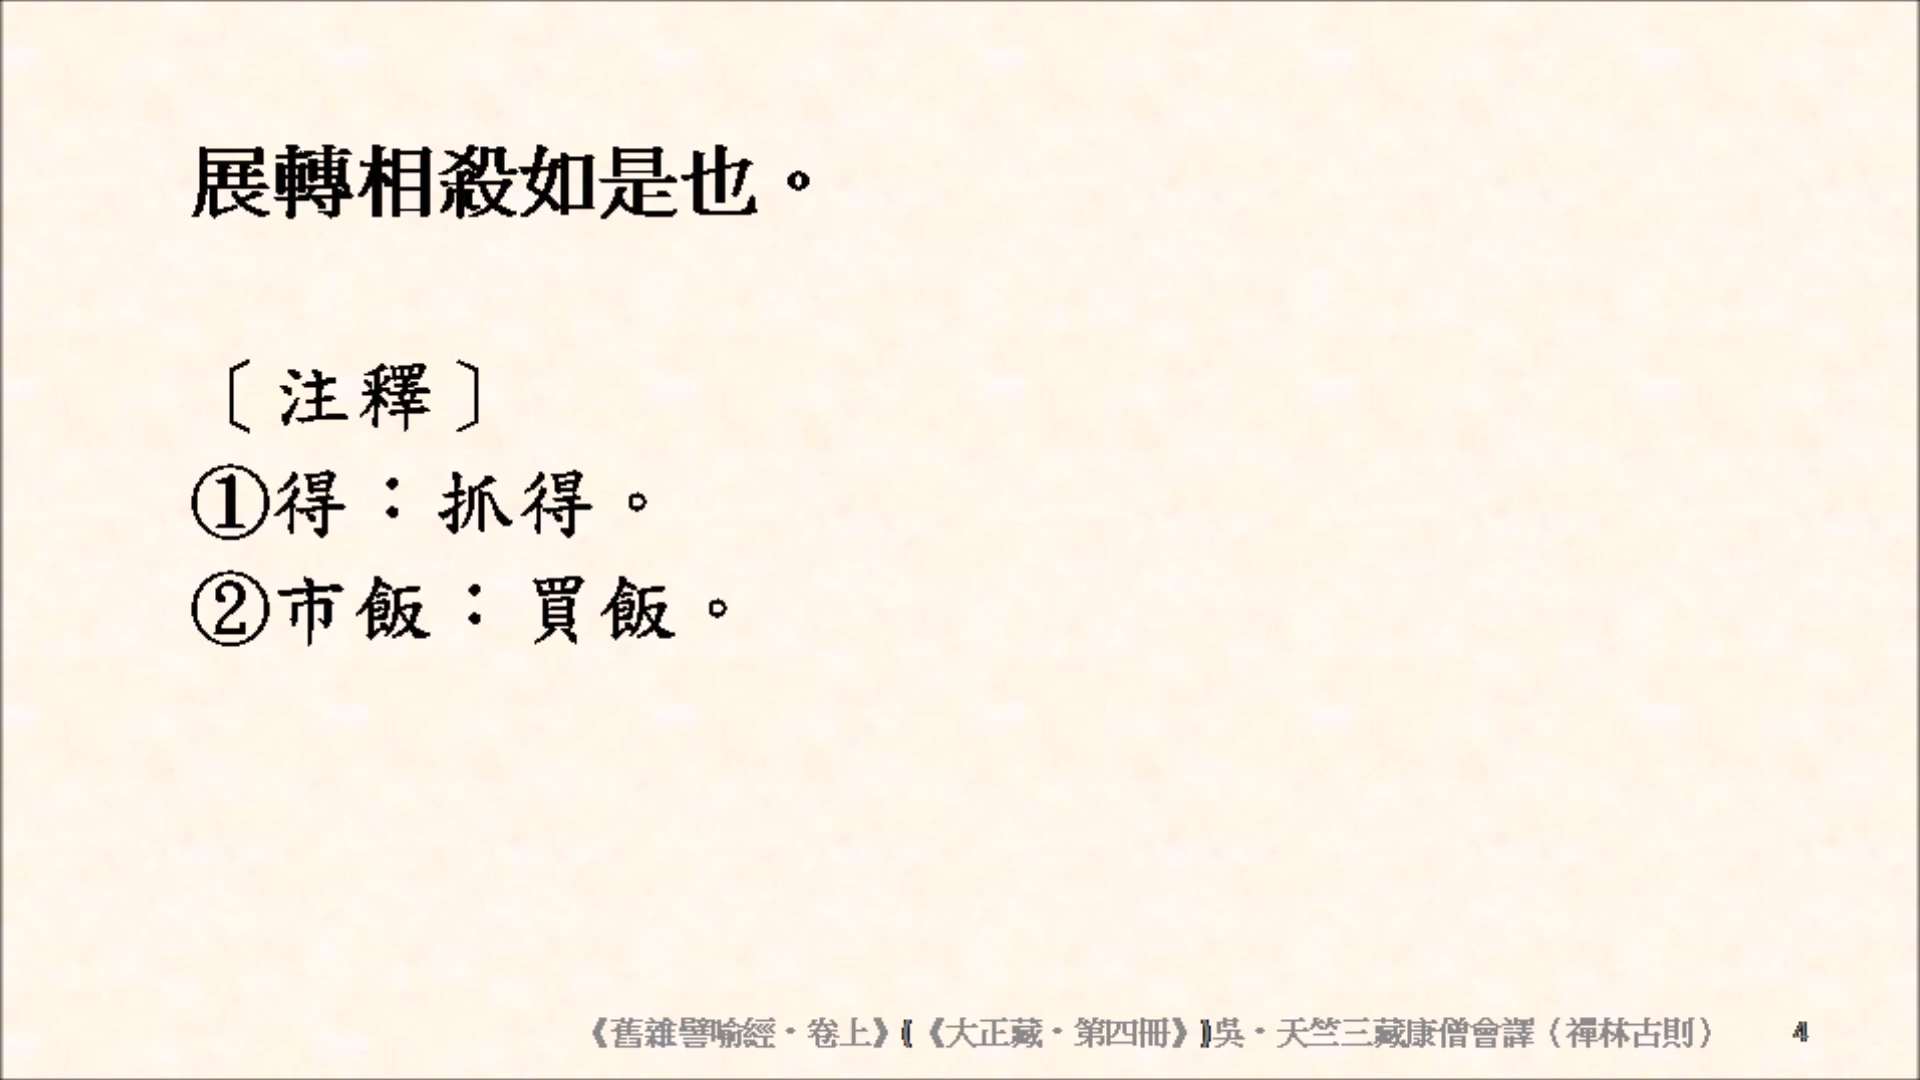 展轉相殺如是也。
〔注釋〕
①得：抓得。
②市飯：買飯。
《舊雜譬喻經‧卷上》(《大正藏‧第四冊》)吳‧天竺三藏康僧會譯（禪林古則） 4